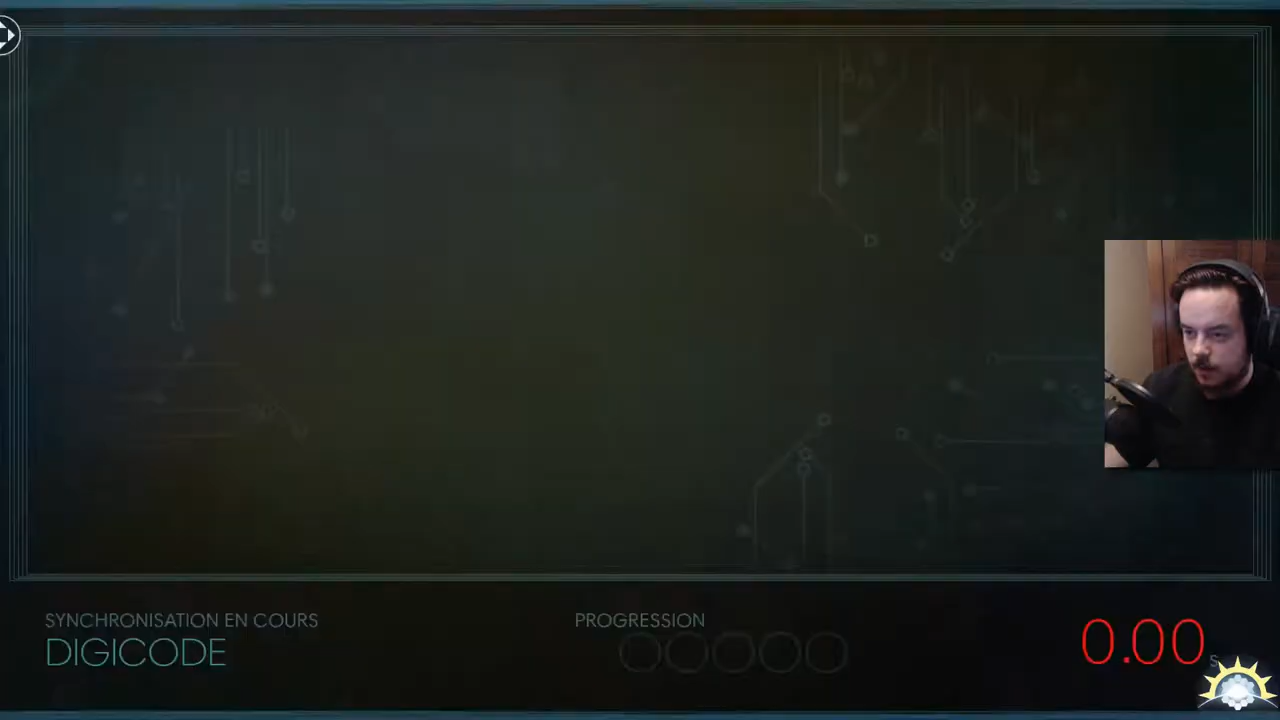 SYNCHRONISATION EN COURS
DIGICODE
PROGRESSION
0.00
s